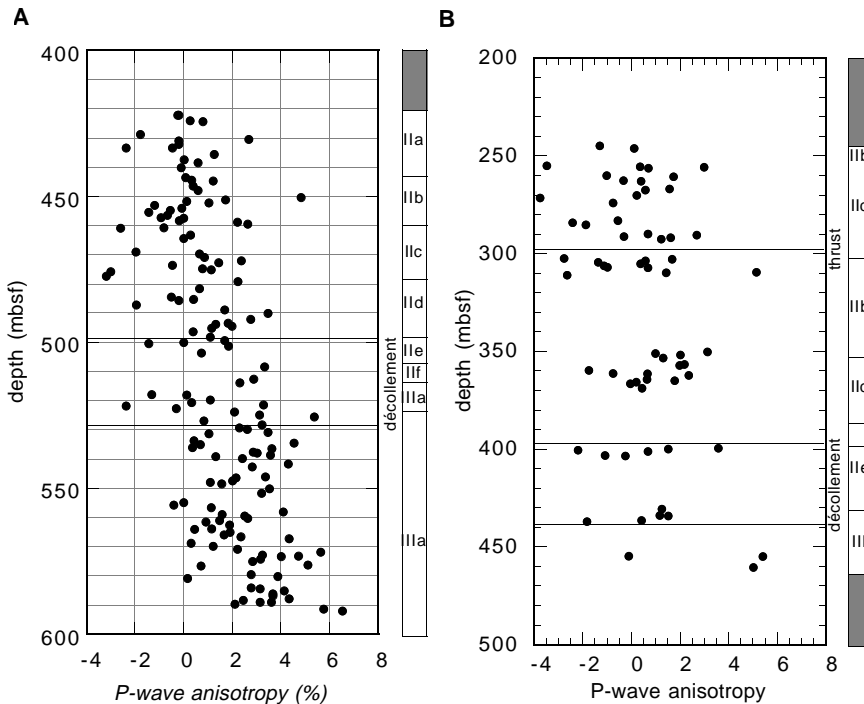 A
400
450
500
550
600
depth (mbsf)
-4 -2 0 2 4 6 8
P-wave anisotropy (%)
IIa
IIb
IIc
IId
IIe
IIf
IIIa
IIIa
décollement
B
200
250
300
350
400
450
500
depth (mbsf)
-4 -2 0 2 4 6 8
P-wave anisotropy
thrust
décollement
IIb
IIb
IIe